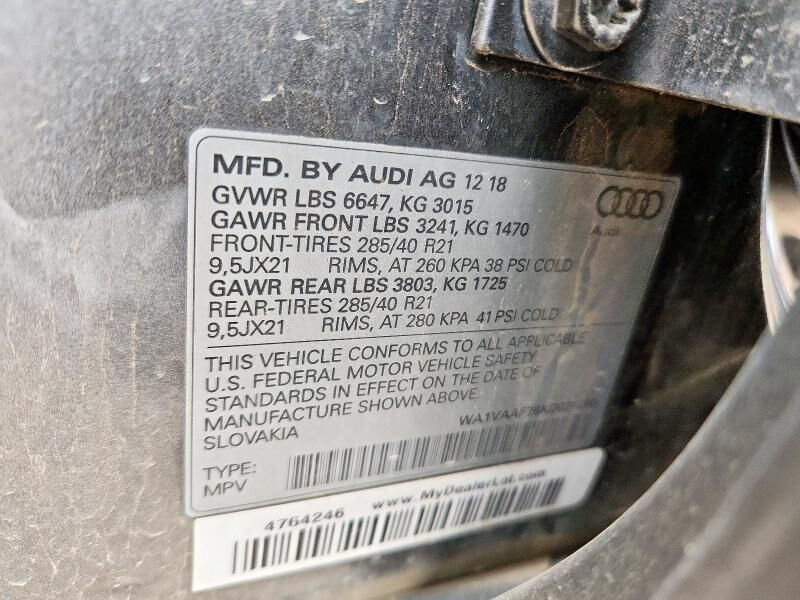 MFD. BY AUDI AG 12 18
GVWR LBS 6647, KG 3015
GAWR FRONT LBS 3241, KG 1470
FRONT-TIRES 285/40 R21
9,5JX21 RIMS, AT 260 KPA 38 PSI COLD
GAWR REAR LBS 3803, KG 1725
REAR-TIRES 285/40 R21
9,5JX21 RIMS, AT 280 KPA 41 PSI COLD
Audi
THIS VEHICLE CONFORMS TO ALL APPLICABLE
U.S. FEDERAL MOTOR VEHICLE SAFETY
STANDARDS IN EFFECT ON THE DATE OF
MANUFACTURE SHOWN ABOVE.
SLOVAKIA
TYPE:
MPV
4764246 www.MyDealerLot.com